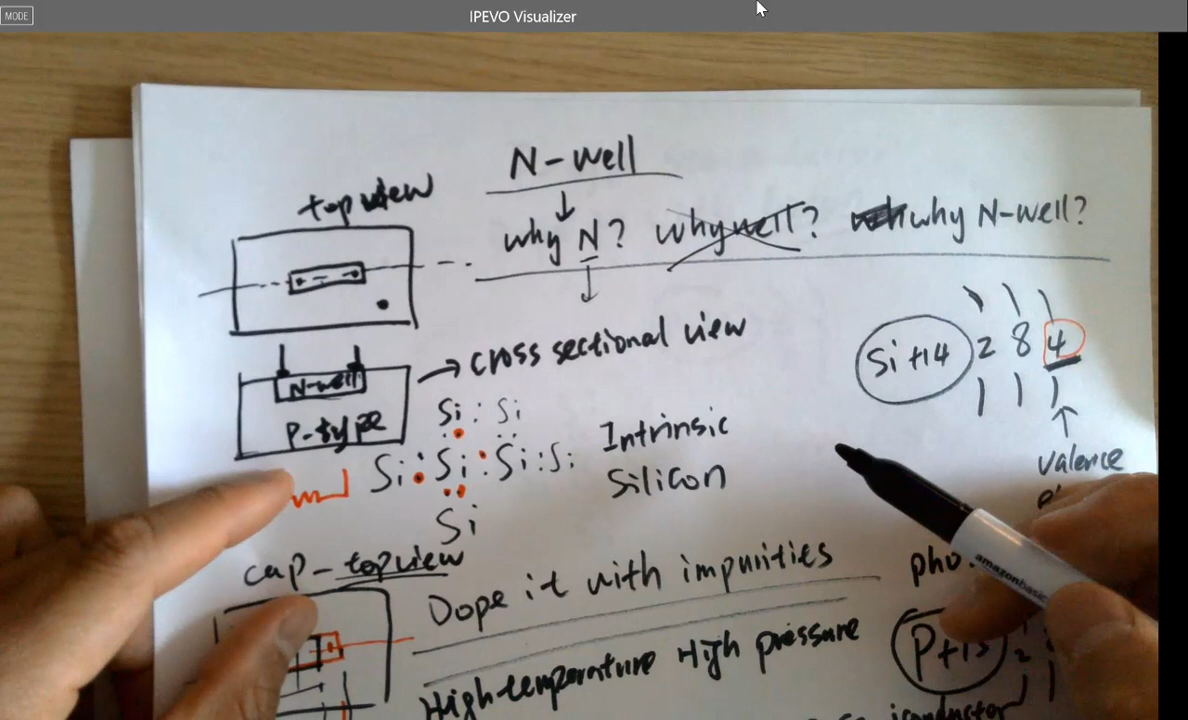 MODE
IPEVO Visualizer
N-well
why N? why well? why N-well?
top view
N-well
P-type
cross sectional view
Si : Si
Si : Si : Si : Si
Si
Intrinsic
Silicon
Si +14 2 8 4
valence
cap - top view
Dope it with impurities
High-temperature High pressure
P+15 2
amazonbasic